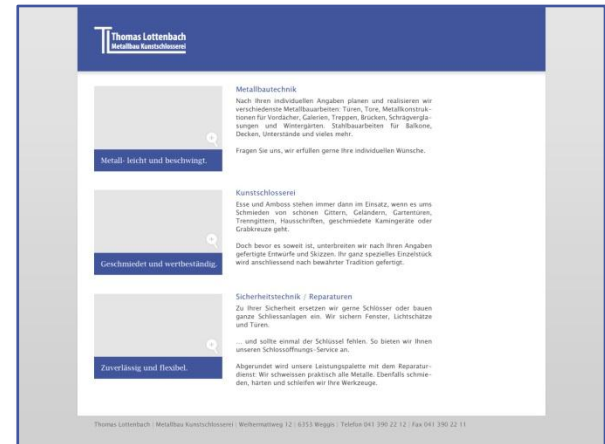 Thomas Lottenbach
Metallbau Kunstschlosserei
Metallbautechnik
Nach Ihren individuellen Angaben planen und realisieren wir
verschiedenste Metallbauarbeiten: Türen, Tore, Metallkonstruk-
tionen für Vordächer, Galerien, Treppen, Brücken, Schrägvergla-
sungen und Wintergärten. Stahlbauarbeiten für Balkone,
Decken, Unterstände und vieles mehr.
Fragen Sie uns, wir erfüllen gerne Ihre individuellen Wünsche.
Metall- leicht und beschwingt.
Kunstschlosserei
Esse und Amboss stehen immer dann im Einsatz, wenn es ums
Schmieden von schönen Gittern, Geländern, Gartentüren,
Trenngittern, Hausschriften, geschmiedete Kamingeräte oder
Grabkreuze geht.
Doch bevor es soweit ist, unterbreiten wir nach Ihren Angaben
gefertigte Entwürfe und Skizzen. Ihr ganz spezielles Einzelstück
wird anschliessend nach bewährter Tradition gefertigt.
Geschmiedet und wertbeständig.
Sicherheitstechnik / Reparaturen
Zu Ihrer Sicherheit ersetzen wir gerne Schlösser oder bauen
ganze Schliessanlagen ein. Wir sichern Fenster, Lichtschätze
und Türen.
... und sollte einmal der Schlüssel fehlen. So bieten wir Ihnen
unseren Schlossöffnungs-Service an.
Abgerundet wird unsere Leistungspalette mit dem Reparatur-
dienst: Wir schweissen praktisch alle Metalle. Ebenfalls schmie-
den, härten und schleifen wir Ihre Werkzeuge.
Zuverlässig und flexibel.
Thomas Lottenbach | Metallbau Kunstschlosserei | Weihermattweg 12 | 6353 Weggis | Telefon 041 390 22 12 | Fax 041 390 22 11